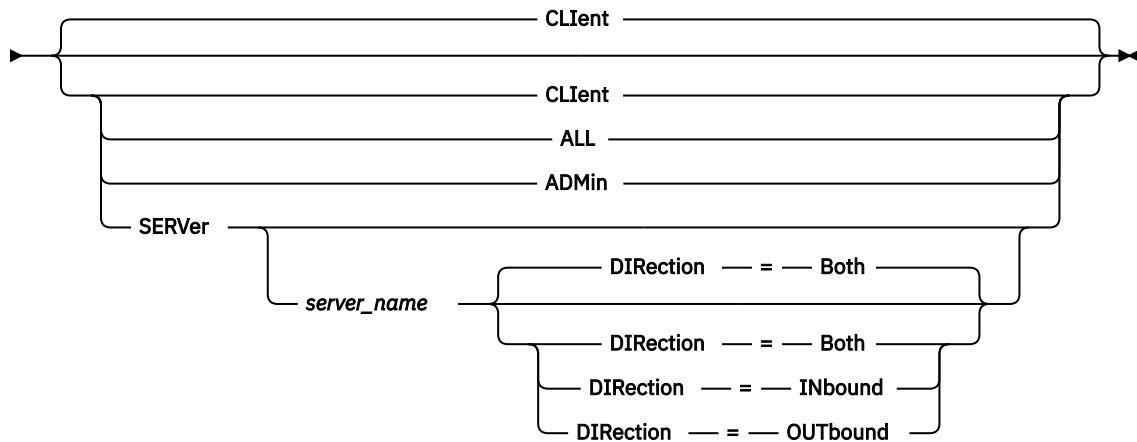 CLIent
CLIent
ALL
ADMin
SERVer
DIRection = Both
server_name
DIRection = Both
DIRection = INbound
DIRection = OUTbound